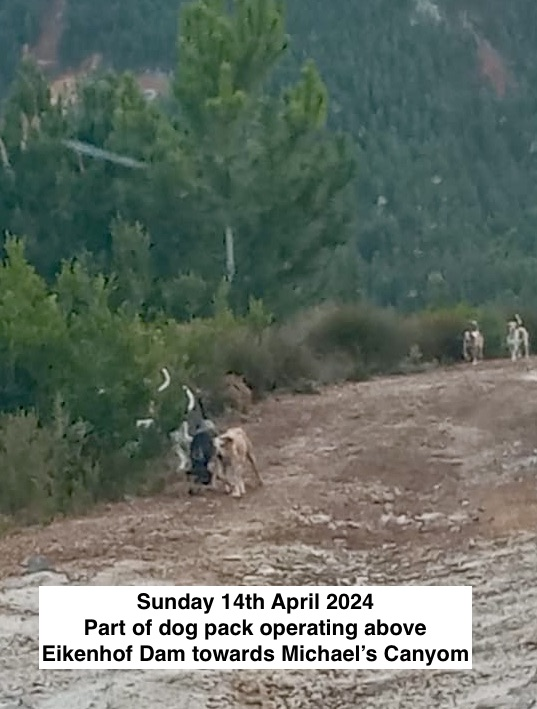 Sunday 14th April 2024
Part of dog pack operating above
Eikenhof Dam towards Michael’s Canyom